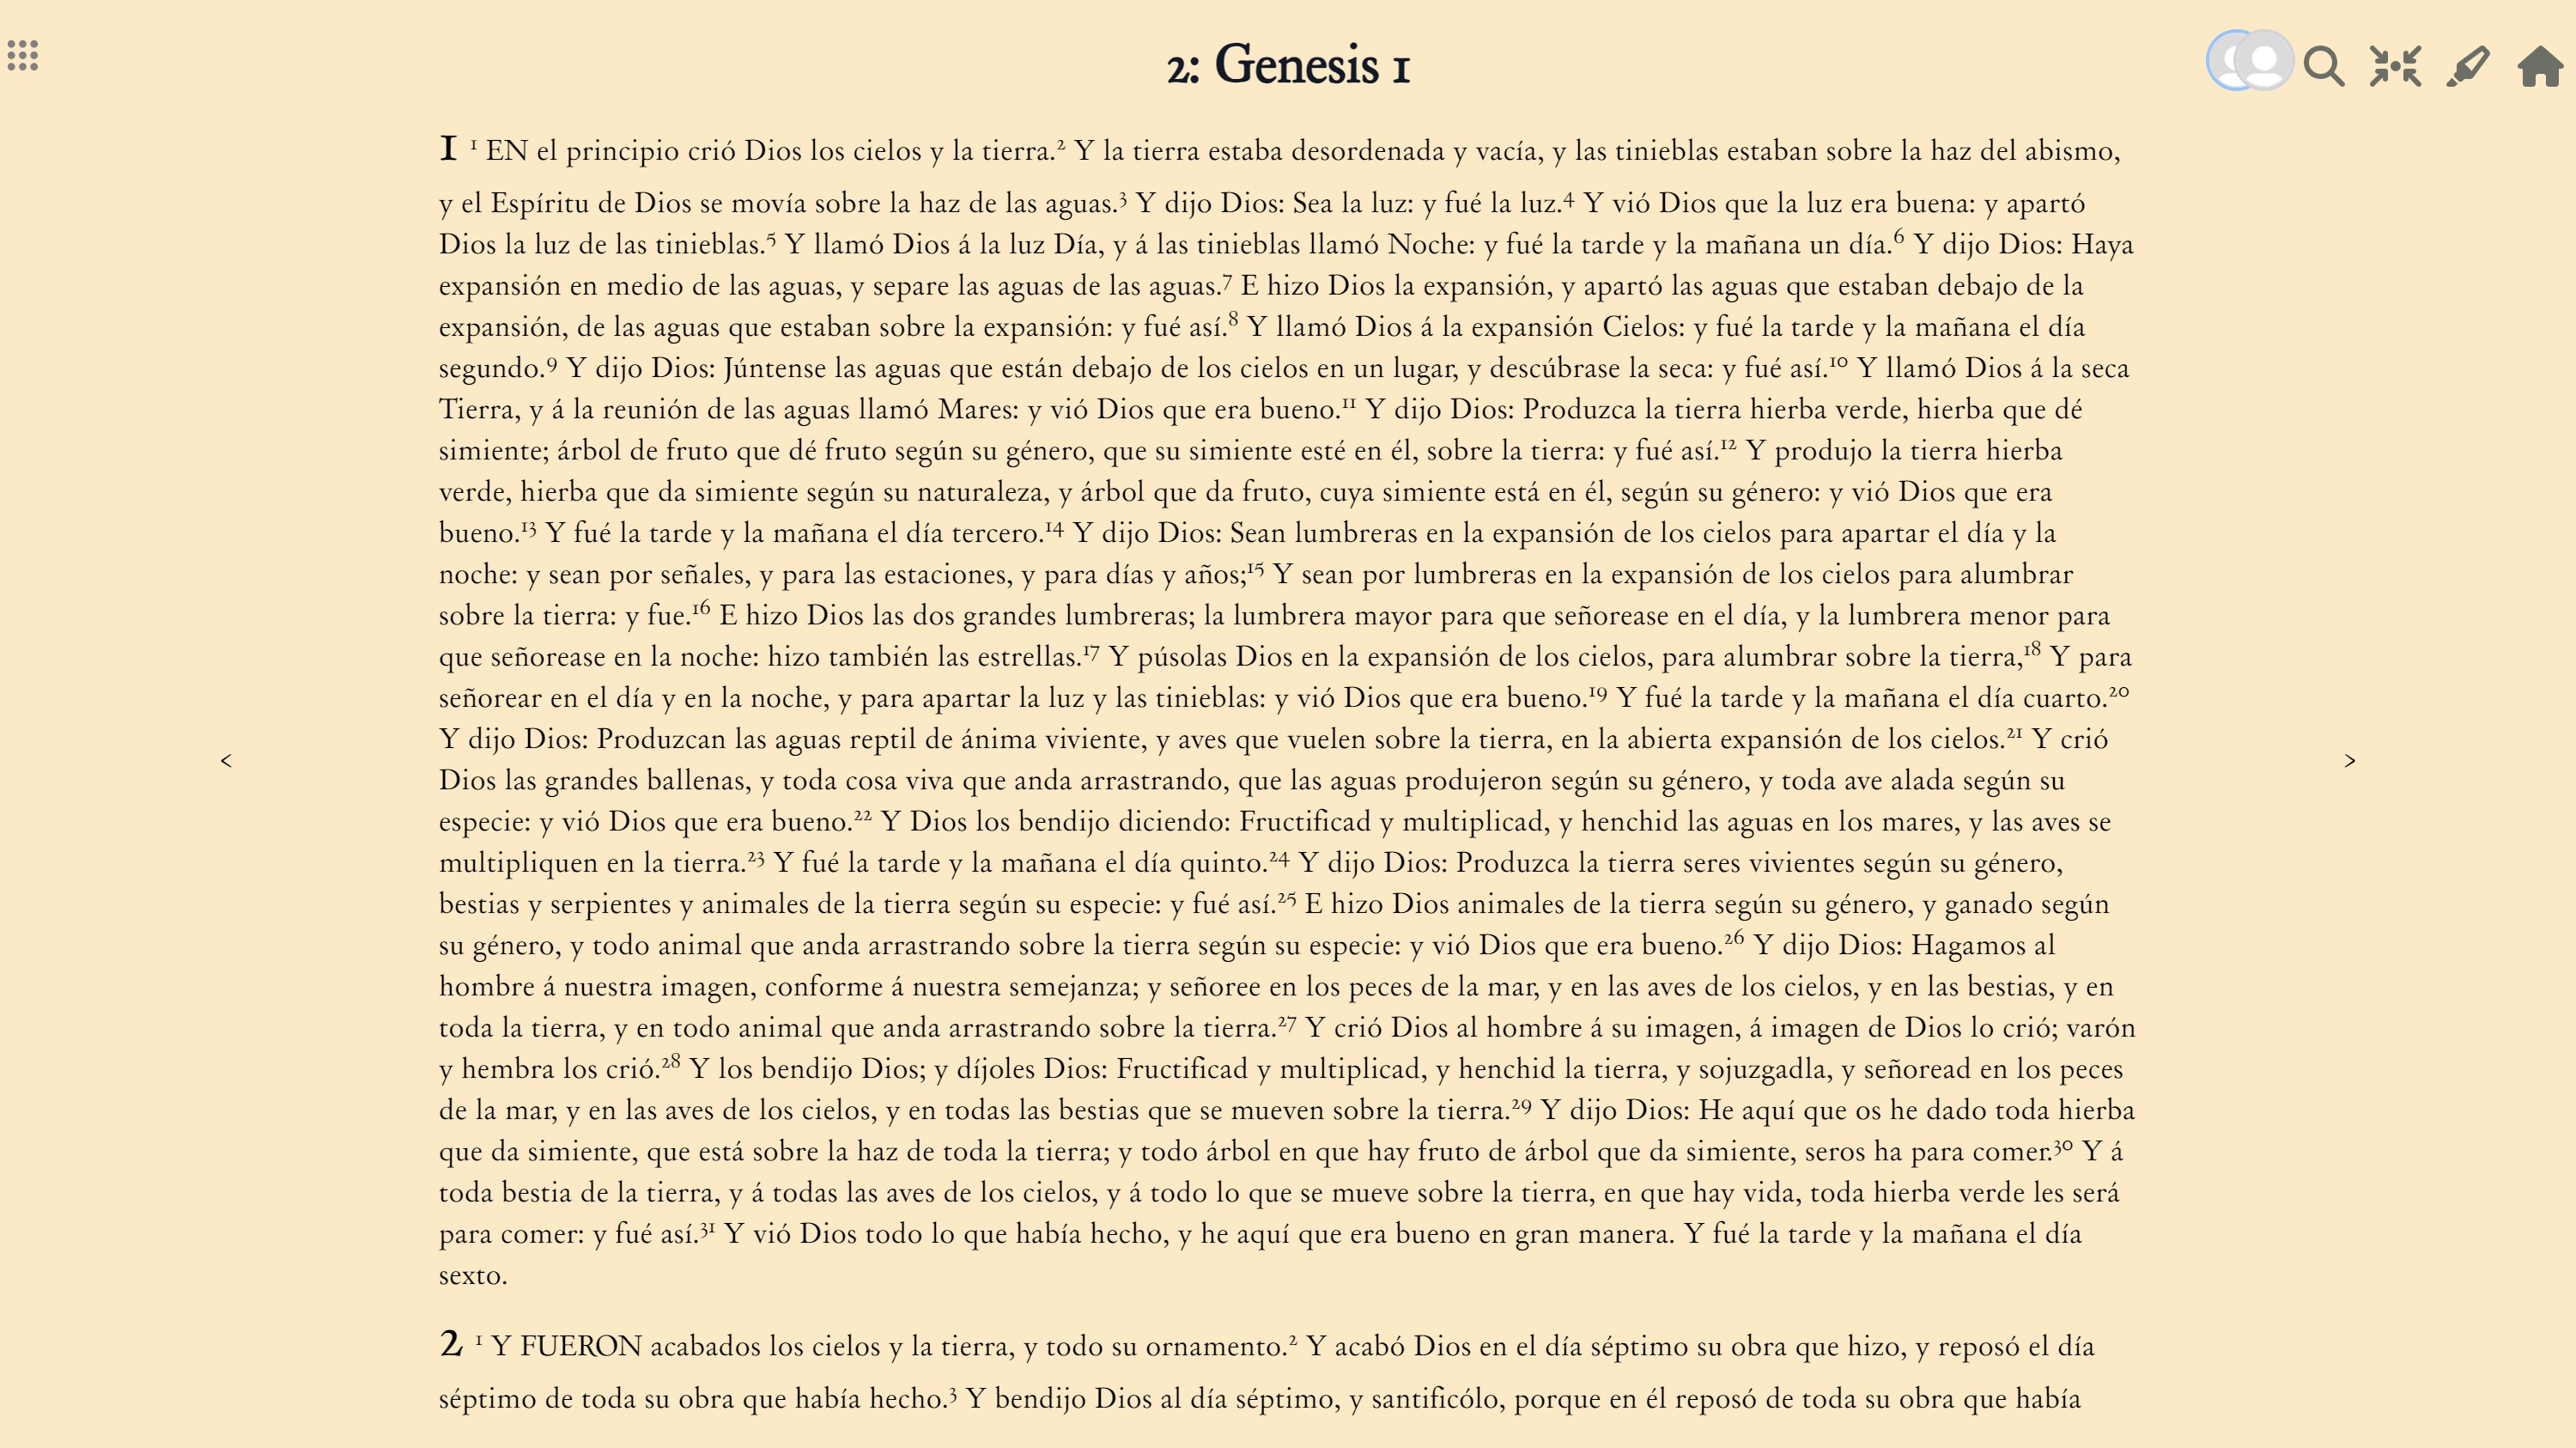 2: Genesis 1
1 1 EN el principio crió Dios los cielos y la tierra.2 Y la tierra estaba desordenada y vacía, y las tinieblas estaban sobre la haz del abismo,
y el Espíritu de Dios se movía sobre la haz de las aguas.3 Y dijo Dios: Sea la luz: y fué la luz.4 Y vió Dios que la luz era buena: y apartó
Dios la luz de las tinieblas.5 Y llamó Dios á la luz Día, y á las tinieblas llamó Noche: y fué la tarde y la mañana un día.6 Y dijo Dios: Haya
expansión en medio de las aguas, y separe las aguas de las aguas.7 E hizo Dios la expansión, y apartó las aguas que estaban debajo de la
expansión, de las aguas que estaban sobre la expansión: y fué así.8 Y llamó Dios á la expansión Cielos: y fué la tarde y la mañana el día
segundo.9 Y dijo Dios: Júntense las aguas que están debajo de los cielos en un lugar, y descúbrase la seca: y fué así.10 Y llamó Dios á la seca
Tierra, y á la reunión de las aguas llamó Mares: y vió Dios que era bueno.11 Y dijo Dios: Produzca la tierra hierba verde, hierba que dé
simiente; árbol de fruto que dé fruto según su género, que su simiente esté en él, sobre la tierra: y fué así.12 Y produjo la tierra hierba
verde, hierba que da simiente según su naturaleza, y árbol que da fruto, cuya simiente está en él, según su género: y vió Dios que era
bueno.13 Y fué la tarde y la mañana el día tercero.14 Y dijo Dios: Sean lumbreras en la expansión de los cielos para apartar el día y la
noche: y sean por señales, y para las estaciones, y para días y años;15 Y sean por lumbreras en la expansión de los cielos para alumbrar
sobre la tierra: y fue.16 E hizo Dios las dos grandes lumbreras; la lumbrera mayor para que señorease en el día, y la lumbrera menor para
que señorease en la noche: hizo también las estrellas.17 Y púsolas Dios en la expansión de los cielos, para alumbrar sobre la tierra,18 Y para
señorear en el día y en la noche, y para apartar la luz y las tinieblas: y vió Dios que era bueno.19 Y fué la tarde y la mañana el día cuarto.20
Y dijo Dios: Produzcan las aguas reptil de ánima viviente, y aves que vuelen sobre la tierra, en la abierta expansión de los cielos.21 Y crió
Dios las grandes ballenas, y toda cosa viva que anda arrastrando, que las aguas produjeron según su género, y toda ave alada según su
especie: y vió Dios que era bueno.22 Y Dios los bendijo diciendo: Fructificad y multiplicad, y henchid las aguas en los mares, y las aves se
multipliquen en la tierra.23 Y fué la tarde y la mañana el día quinto.24 Y dijo Dios: Produzca la tierra seres vivientes según su género,
bestias y serpientes y animales de la tierra según su especie: y fué así.25 E hizo Dios animales de la tierra según su género, y ganado según
su género, y todo animal que anda arrastrando sobre la tierra según su especie: y vió Dios que era bueno.26 Y dijo Dios: Hagamos al
hombre á nuestra imagen, conforme á nuestra semejanza; y señoree en los peces de la mar, y en las aves de los cielos, y en las bestias, y en
toda la tierra, y en todo animal que anda arrastrando sobre la tierra.27 Y crió Dios al hombre á su imagen, á imagen de Dios lo crió; varón
y hembra los crió.28 Y los bendijo Dios; y díjoles Dios: Fructificad y multiplicad, y henchid la tierra, y sojuzgadla, y señoread en los peces
de la mar, y en las aves de los cielos, y en todas las bestias que se mueven sobre la tierra.29 Y dijo Dios: He aquí que os he dado toda hierba
que da simiente, que está sobre la haz de toda la tierra; y todo árbol en que hay fruto de árbol que da simiente, seros ha para comer.30 Y á
toda bestia de la tierra, y á todas las aves de los cielos, y á todo lo que se mueve sobre la tierra, en que hay vida, toda hierba verde les será
para comer: y fué así.31 Y vió Dios todo lo que había hecho, y he aquí que era bueno en gran manera. Y fué la tarde y la mañana el día
sexto.
2 1 Y FUERON acabados los cielos y la tierra, y todo su ornamento.2 Y acabó Dios en el día séptimo su obra que hizo, y reposó el día
séptimo de toda su obra que había hecho.3 Y bendijo Dios al día séptimo, y santificólo, porque en él reposó de toda su obra que había